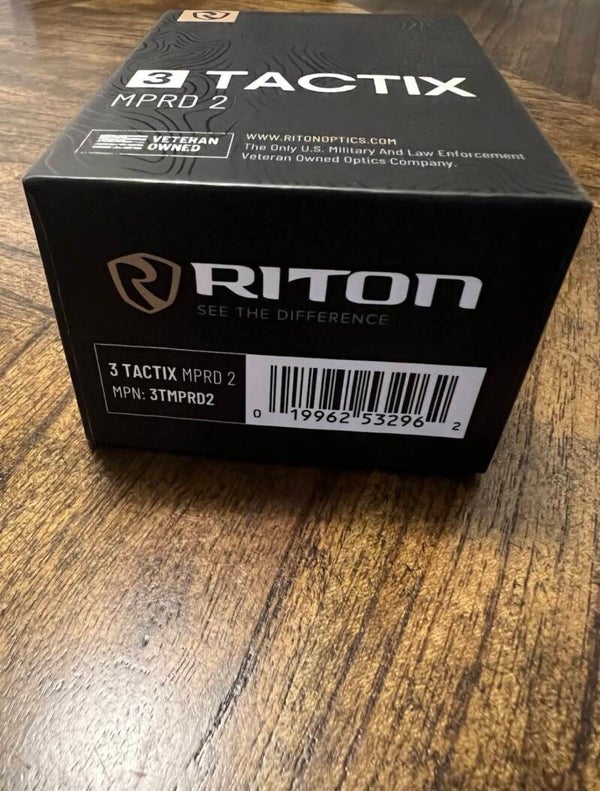 3 TACTIX
MPRD 2
VETERAN
OWNED
WWW.RITONOPTICS.COM
The Only U.S. Military And Law Enforcement
Veteran Owned Optics Company.
RITON
SEE THE DIFFERENCE
3 TACTIX MPRD 2
MPN: 3TMPRD2
0 19962 53296 2